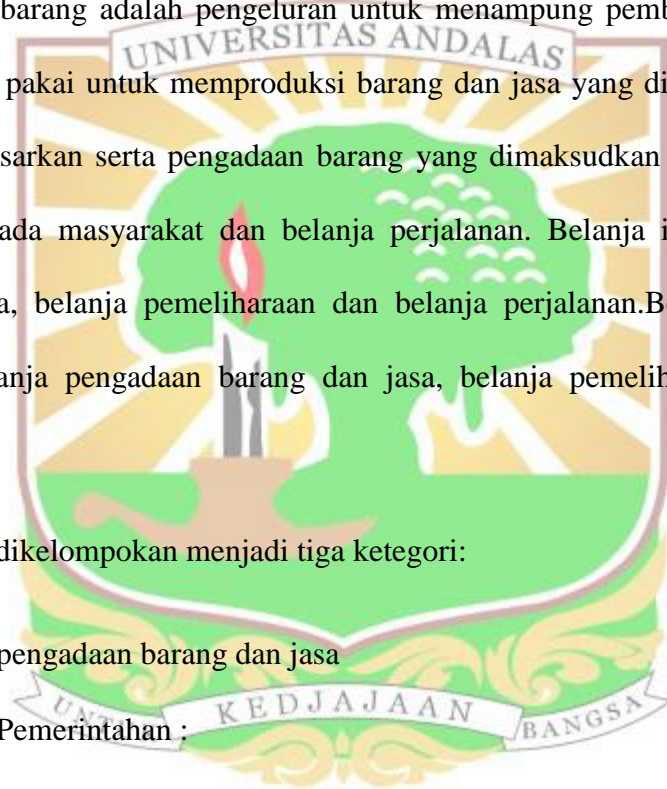 barang adalah pengeluran untuk menampung pemb
UNIVERSITAS ANDALAS
pakai untuk memproduksi barang dan jasa yang di
sarkan serta pengadaan barang yang dimaksudkan
ada masyarakat dan belanja perjalanan. Belanja i
a, belanja pemeliharaan dan belanja perjalanan.B
anja pengadaan barang dan jasa, belanja pemelih
dikelompokan menjadi tiga ketegori:
pengadaan barang dan jasa
KEDJAJAAN BANGSA
Pemerintahan :